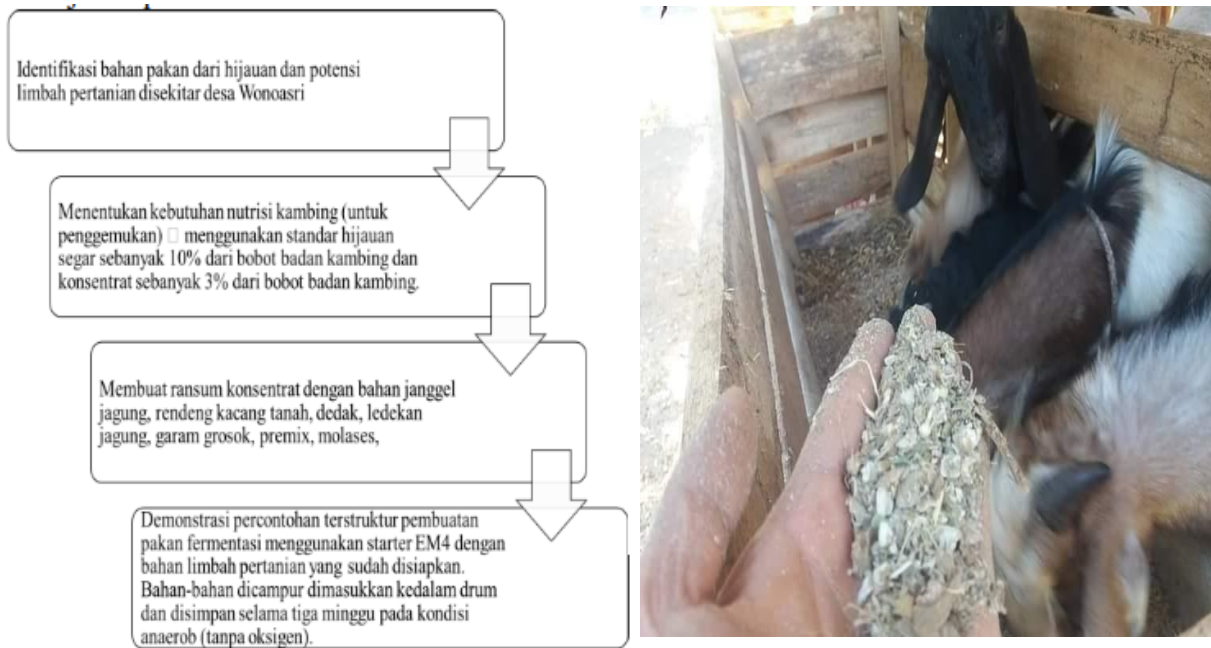 Identifikasi bahan pakan dari hijauan dan potensi
limbah pertanian disekitar desa Wonoasri
Menentukan kebutuhan nutrisi kambing (untuk
penggemukan) □ menggunakan standar hijauan
segar sebanyak 10% dari bobot badan kambing dan
konsentrat sebanyak 3% dari bobot badan kambing.
Membuat ransum konsentrat dengan bahan janggel
jagung, rendeng kacang tanah, dedak, ledekan
jagung, garam grosok, premix, molases,
Demonstrasi percontohan terstruktur pembuatan
pakan fermentasi menggunakan starter EM4 dengan
bahan limbah pertanian yang sudah disiapkan.
Bahan-bahan dicampur dimasukkan kedalam drum
dan disimpan selama tiga minggu pada kondisi
anaerob (tanpa oksigen).